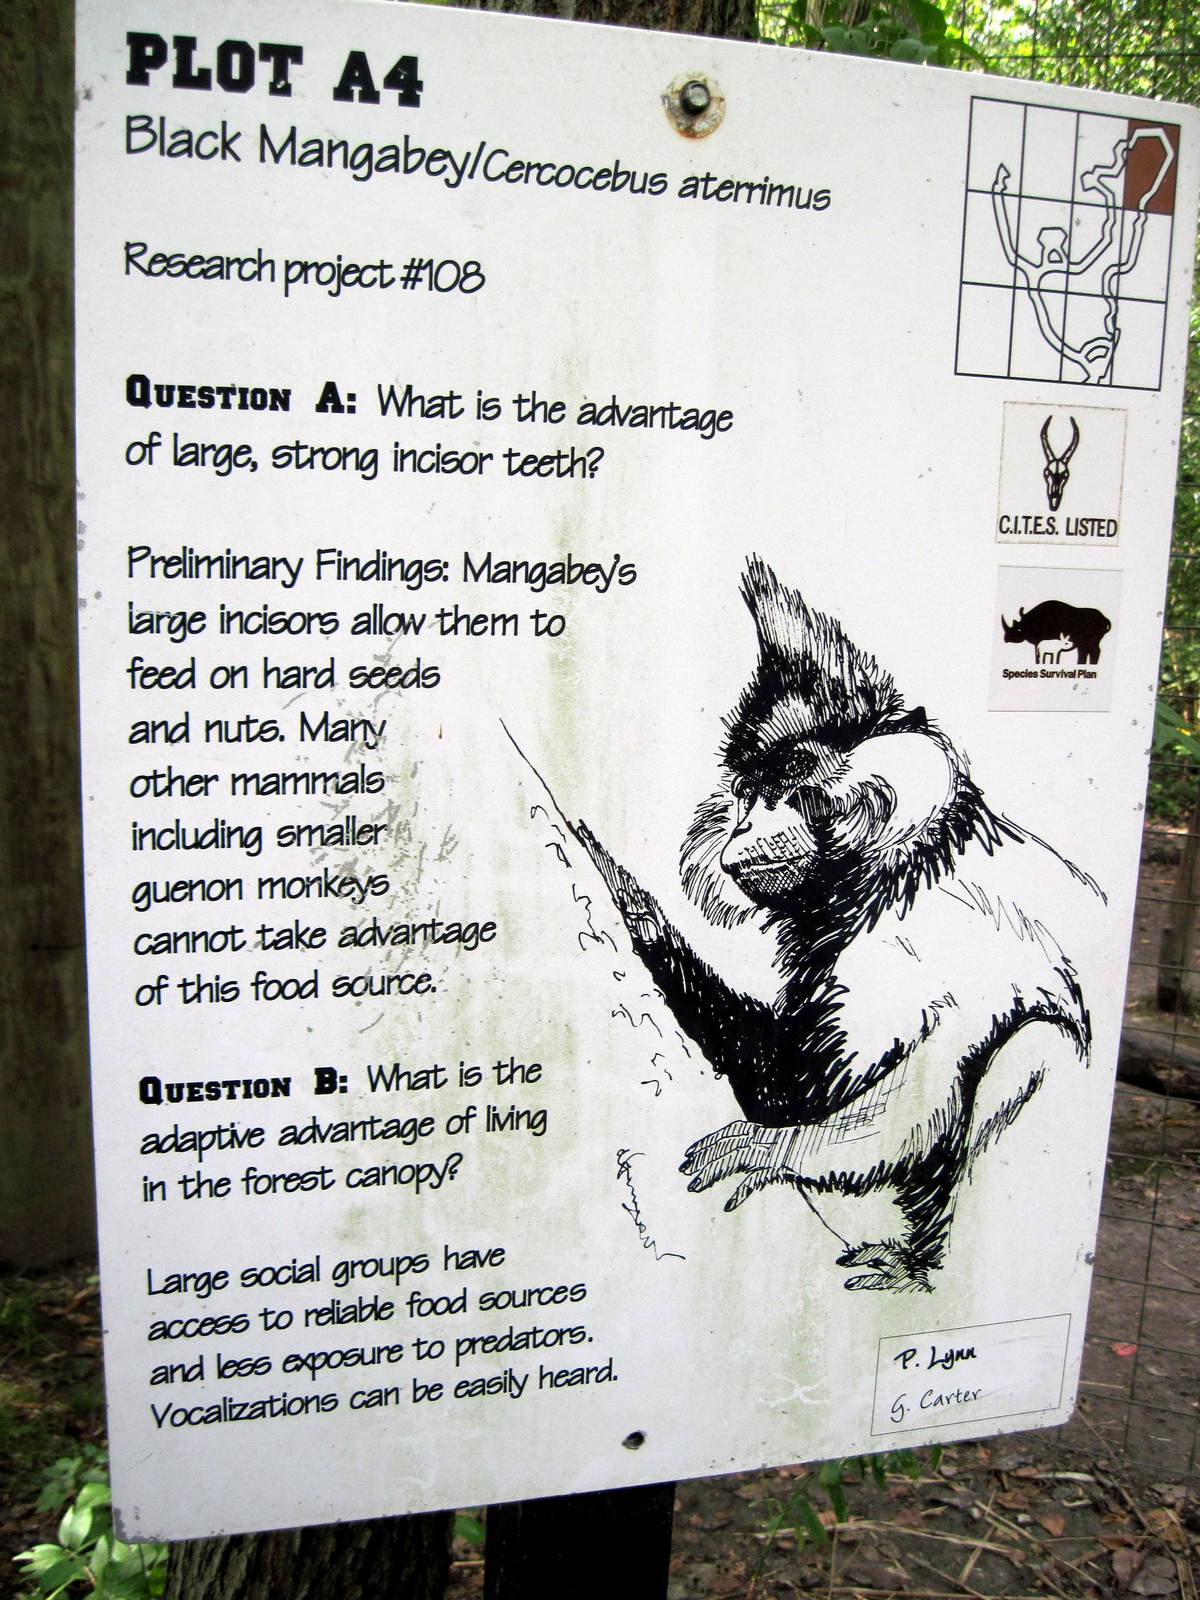 PLOT A4
Black Mangabey/Cercocebus aterrimus
Research project #108
QUESTION A: What is the advantage
of large, strong incisor teeth?
Preliminary Findings: Mangabey's
large incisors allow them to
feed on hard seeds
and nuts. Many
other mammals
including smaller
guenon monkeys
cannot take advantage
of this food source.
QUESTION B: What is the
adaptive advantage of living
in the forest canopy?
Large social groups have
access to reliable food sources
and less exposure to predators.
Vocalizations can be easily heard.
C.I.T.E.S. LISTED
Species Survival Plan
P. Lynn
G. Carter